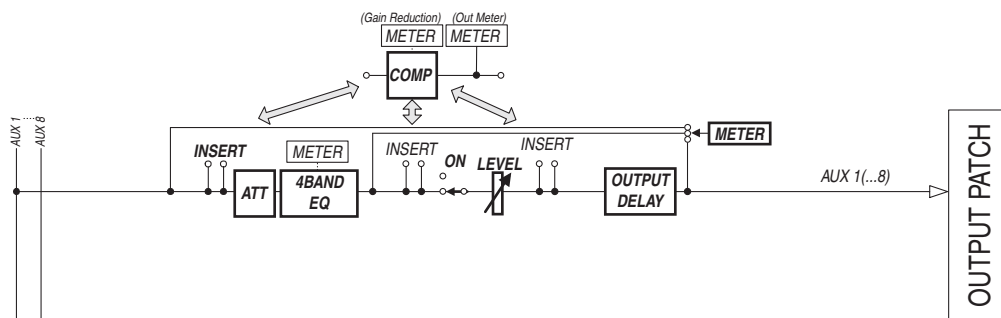 (Gain Reduction) (Out Meter)
METER METER
COMP
AUX 1
AUX 8
METER
INSERT
METER
INSERT
ON
LEVEL
INSERT
ATT
4BAND
EQ
OUTPUT
DELAY
AUX 1(...8)
OUTPUT PATCH